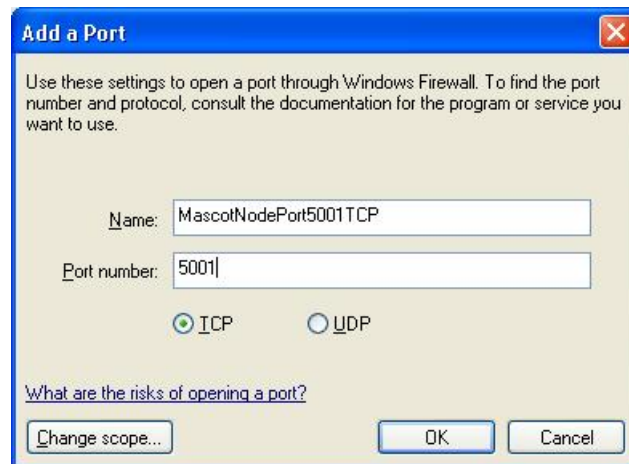 Add a Port
Use these settings to open a port through Windows Firewall. To find the port
number and protocol, consult the documentation for the program or service you
want to use.
Name: MascotNodePort5001TCP
Port number: 5001
TCP UDP
What are the risks of opening a port?
Change scope... OK Cancel